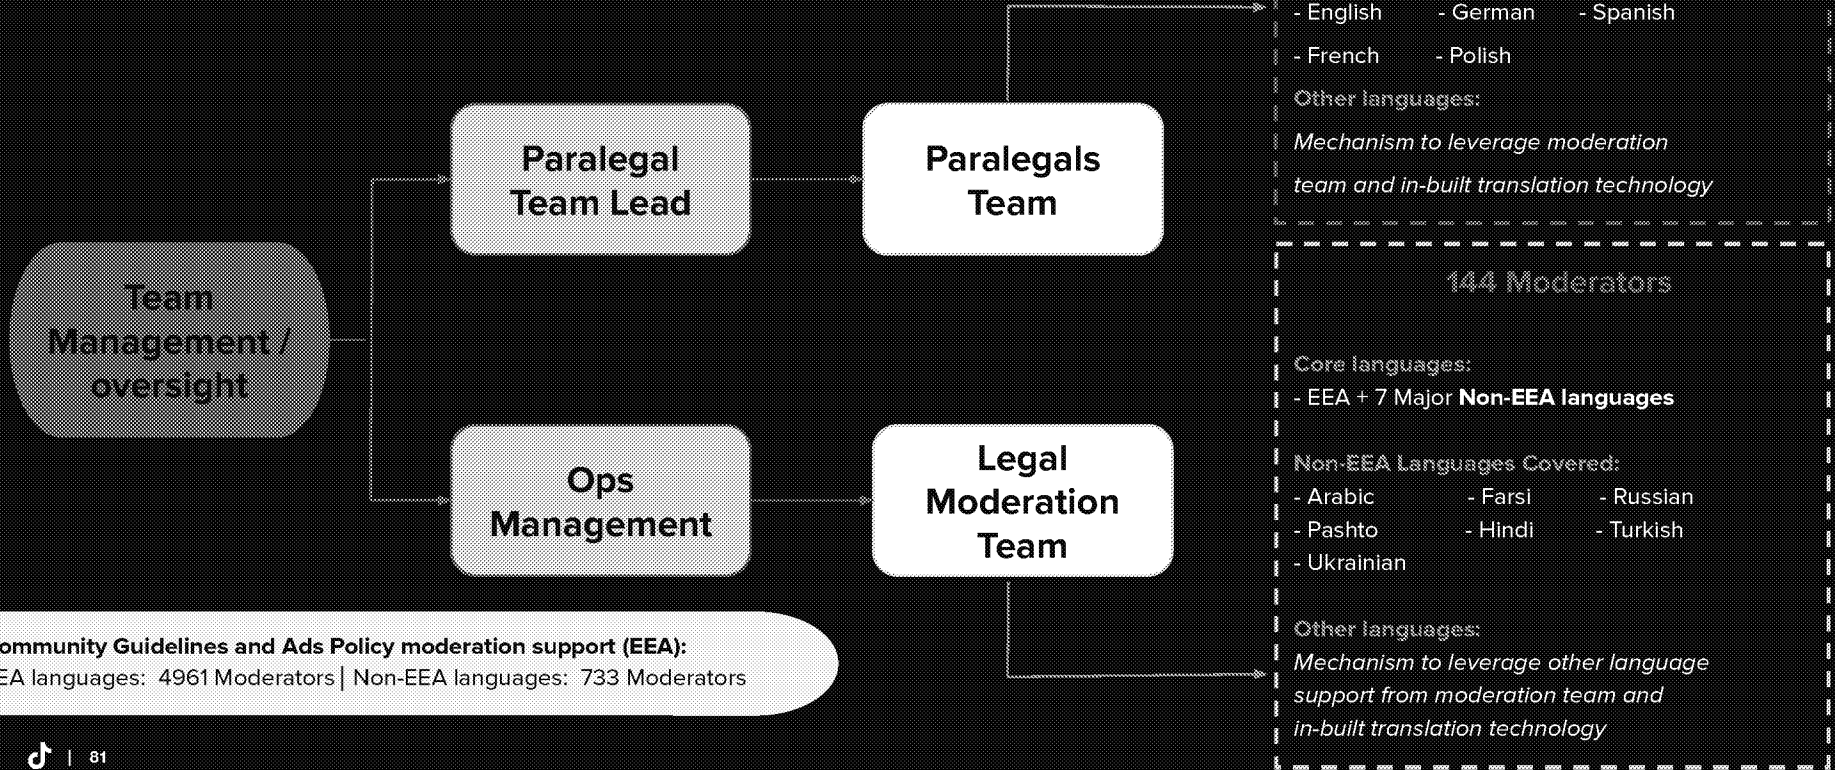 - English - German - Spanish
- French - Polish
Other languages:
Mechanism to leverage moderation
team and in-built translation technology
Paralegal
Team Lead
Paralegals
Team
Team
Management /
oversight
144 Moderators
Core languages:
- EEA + 7 Major Non-EEA languages
Non-EEA Languages Covered:
- Arabic - Farsi - Russian
- Pashto - Hindi - Turkish
- Ukrainian
Other languages:
Mechanism to leverage other language
support from moderation team and
in-built translation technology
Ops
Management
Legal
Moderation
Team
ommunity Guidelines and Ads Policy moderation support (EEA):
EA languages: 4961 Moderators | Non-EEA languages: 733 Moderators
| 81